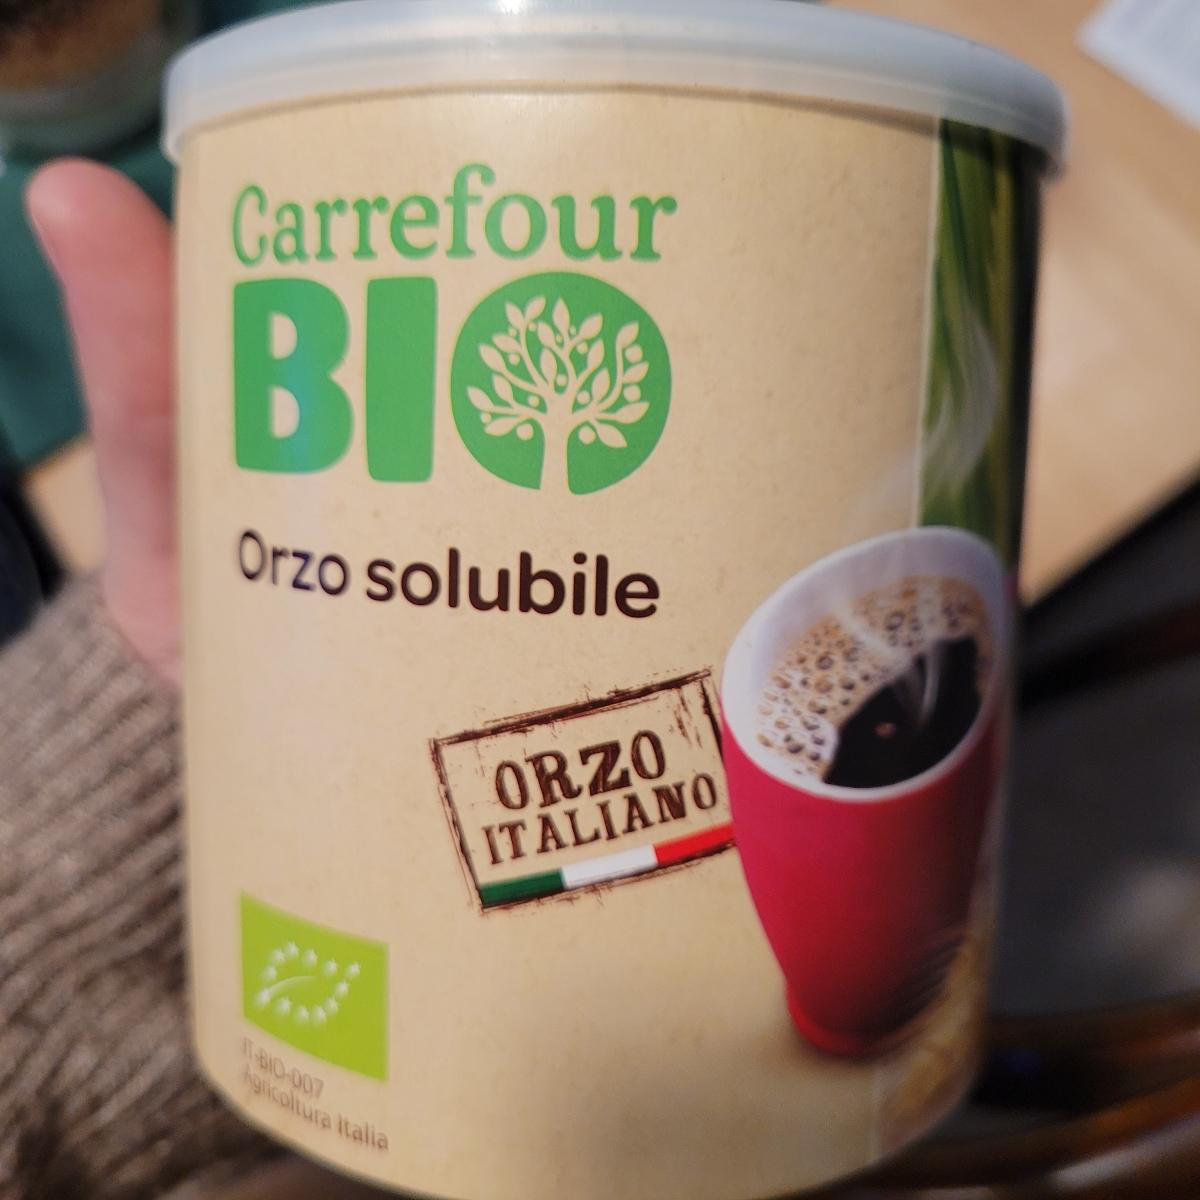 Carrefour
BIO
Orzo solubile
ORZO
ITALIANO
IT-BIO-007
Agricoltura Italia